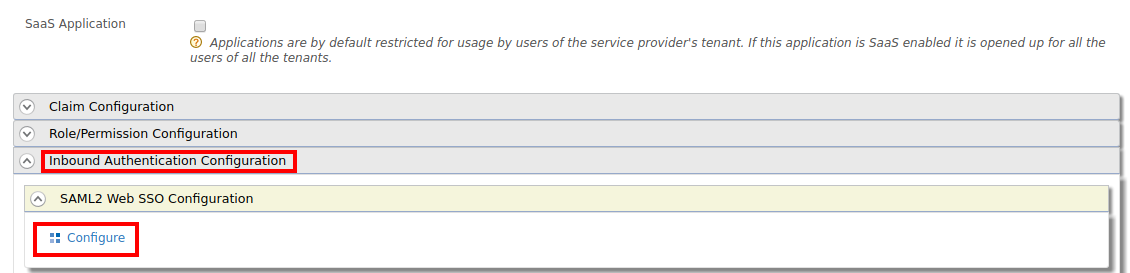 SaaS Application
Applications are by default restricted for usage by users of the service provider's tenant. If this application is SaaS enabled it is opened up for all the
users of all the tenants.
Claim Configuration
Role/Permission Configuration
Inbound Authentication Configuration
SAML2 Web SSO Configuration
Configure